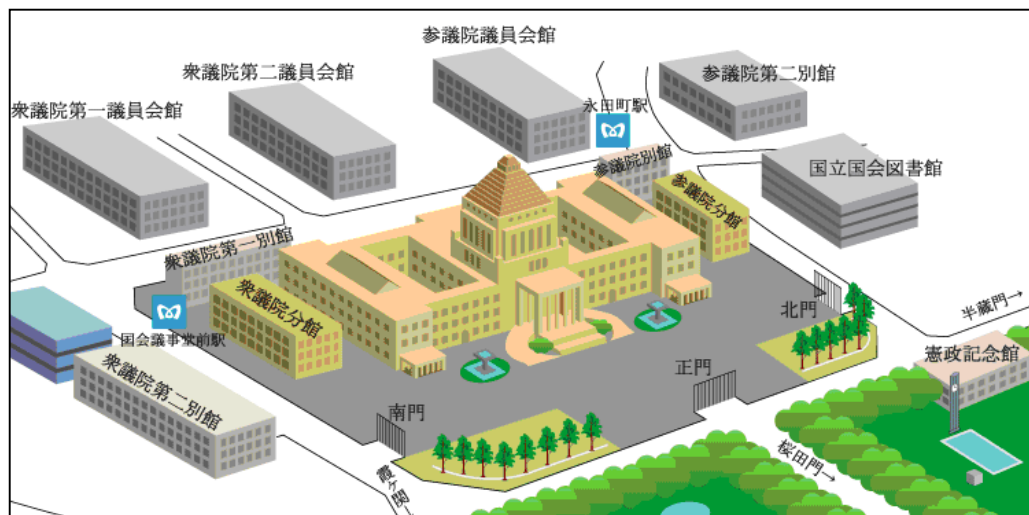 参議院議員会館
衆議院第二議員会館
参議院第二別館
衆議院第一議員会館
永田町駅
参議院別館
国立国会図書館
参議院分館
衆議院第一別館
衆議院分館
北門
半蔵門→
国会議事堂前駅
憲政記念館
衆議院第二別館
正門
南門
桜田門→
霞ヶ関→